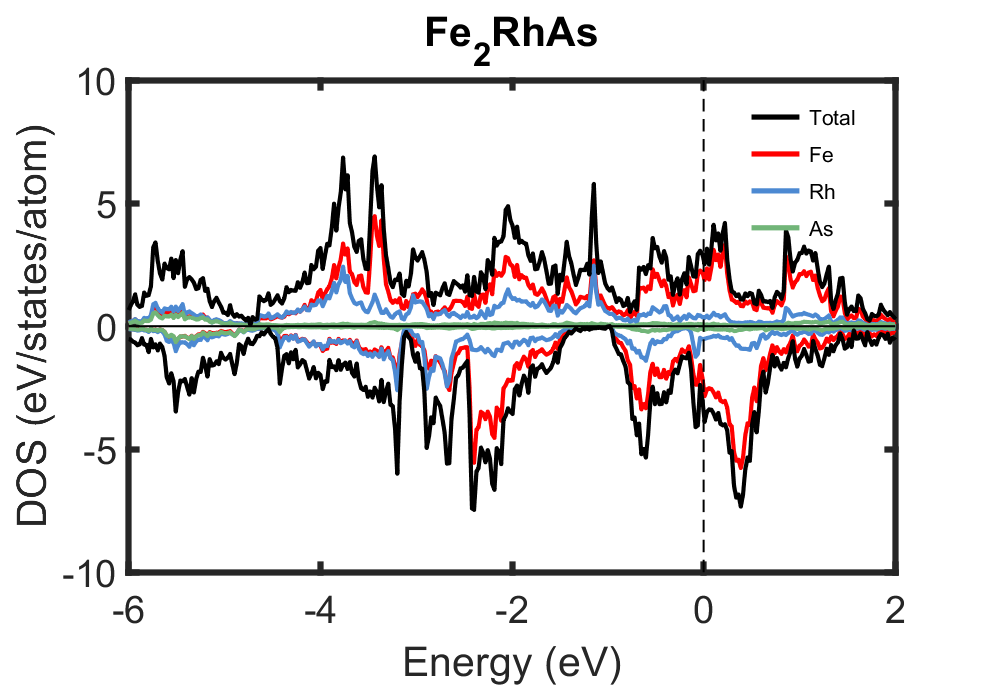 Fe2RhAs
DOS (eV/states/atom)
10
5
0
-5
-10
Total
Fe
Rh
As
-6 -4 -2 0 2
Energy (eV)